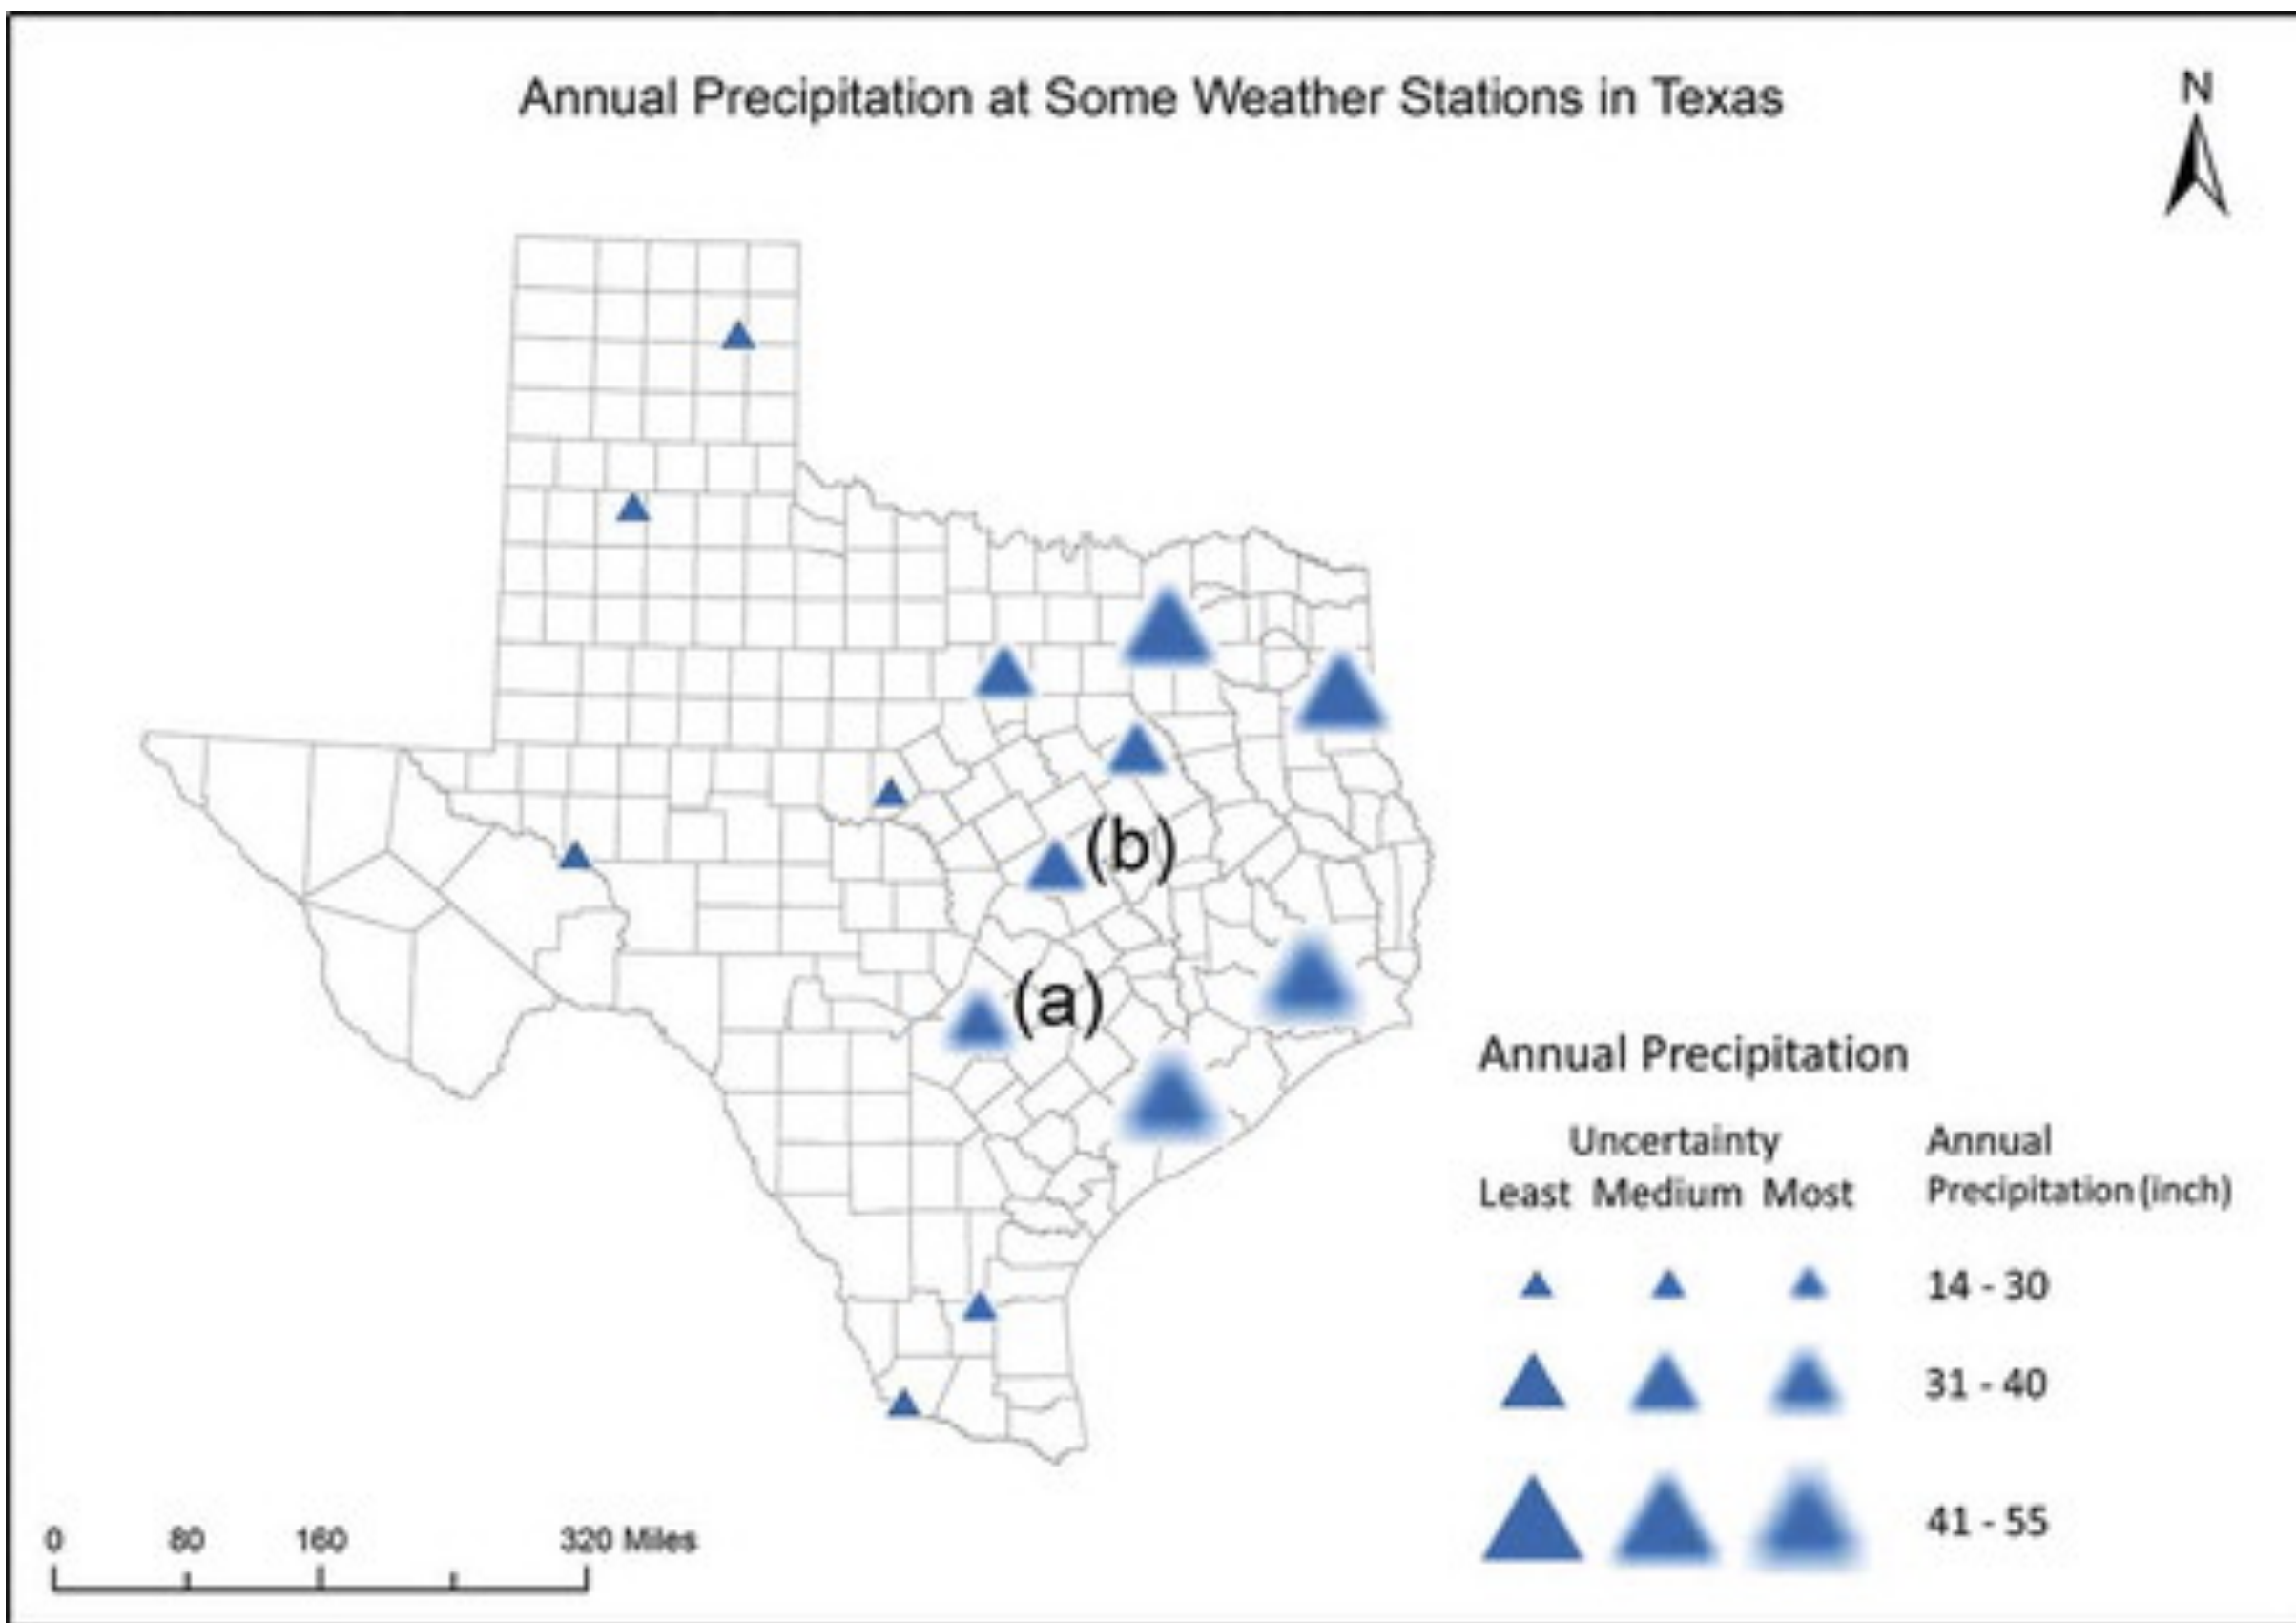 Annual Precipitation at Some Weather Stations in Texas
N
(b)
(a)
Annual Precipitation
Uncertainty Annual
Least Medium Most Precipitation (inch)
14 - 30
31 - 40
41 - 55
0 80 160 320 Miles